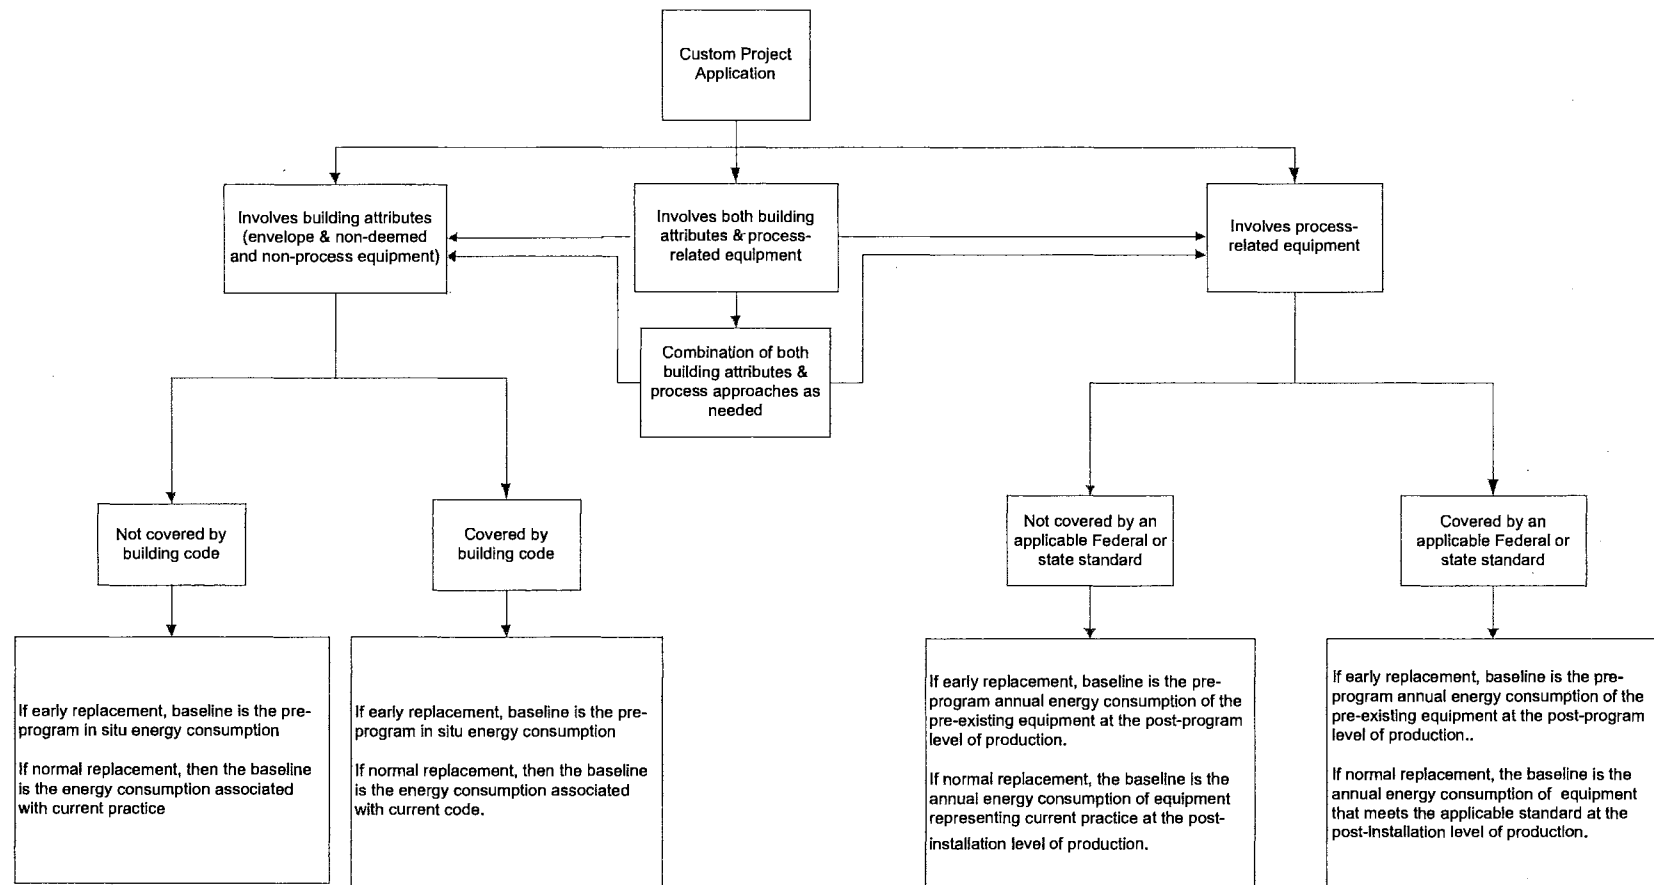 Custom Project
Application
Involves building attributes
(envelope & non-deemed
and non-process equipment)
Involves both building
attributes & process-
related equipment
Involves process-
related equipment
Combination of both
building attributes &
process approaches as
needed
Not covered by
building code
Covered by
building code
Not covered by an
applicable Federal or
state standard
Covered by an
applicable Federal or
state standard
If early replacement, baseline is the pre-
program in situ energy consumption
If normal replacement, then the baseline
is the energy consumption associated
with current practice
If early replacement, baseline is the pre-
program in situ energy consumption
If normal replacement, then the baseline
is the energy consumption associated
with current code.
If early replacement, baseline is the pre-
program annual energy consumption of the
pre-existing equipment at the post-program
level of production.
If normal replacement, the baseline is the
annual energy consumption of equipment
representing current practice at the post-
installation level of production.
If early replacement, baseline is the pre-
program annual energy consumption of the
pre-existing equipment at the post-program
level of production..
If normal replacement, the baseline is the
annual energy consumption of equipment
that meets the applicable standard at the
post-installation level of production.